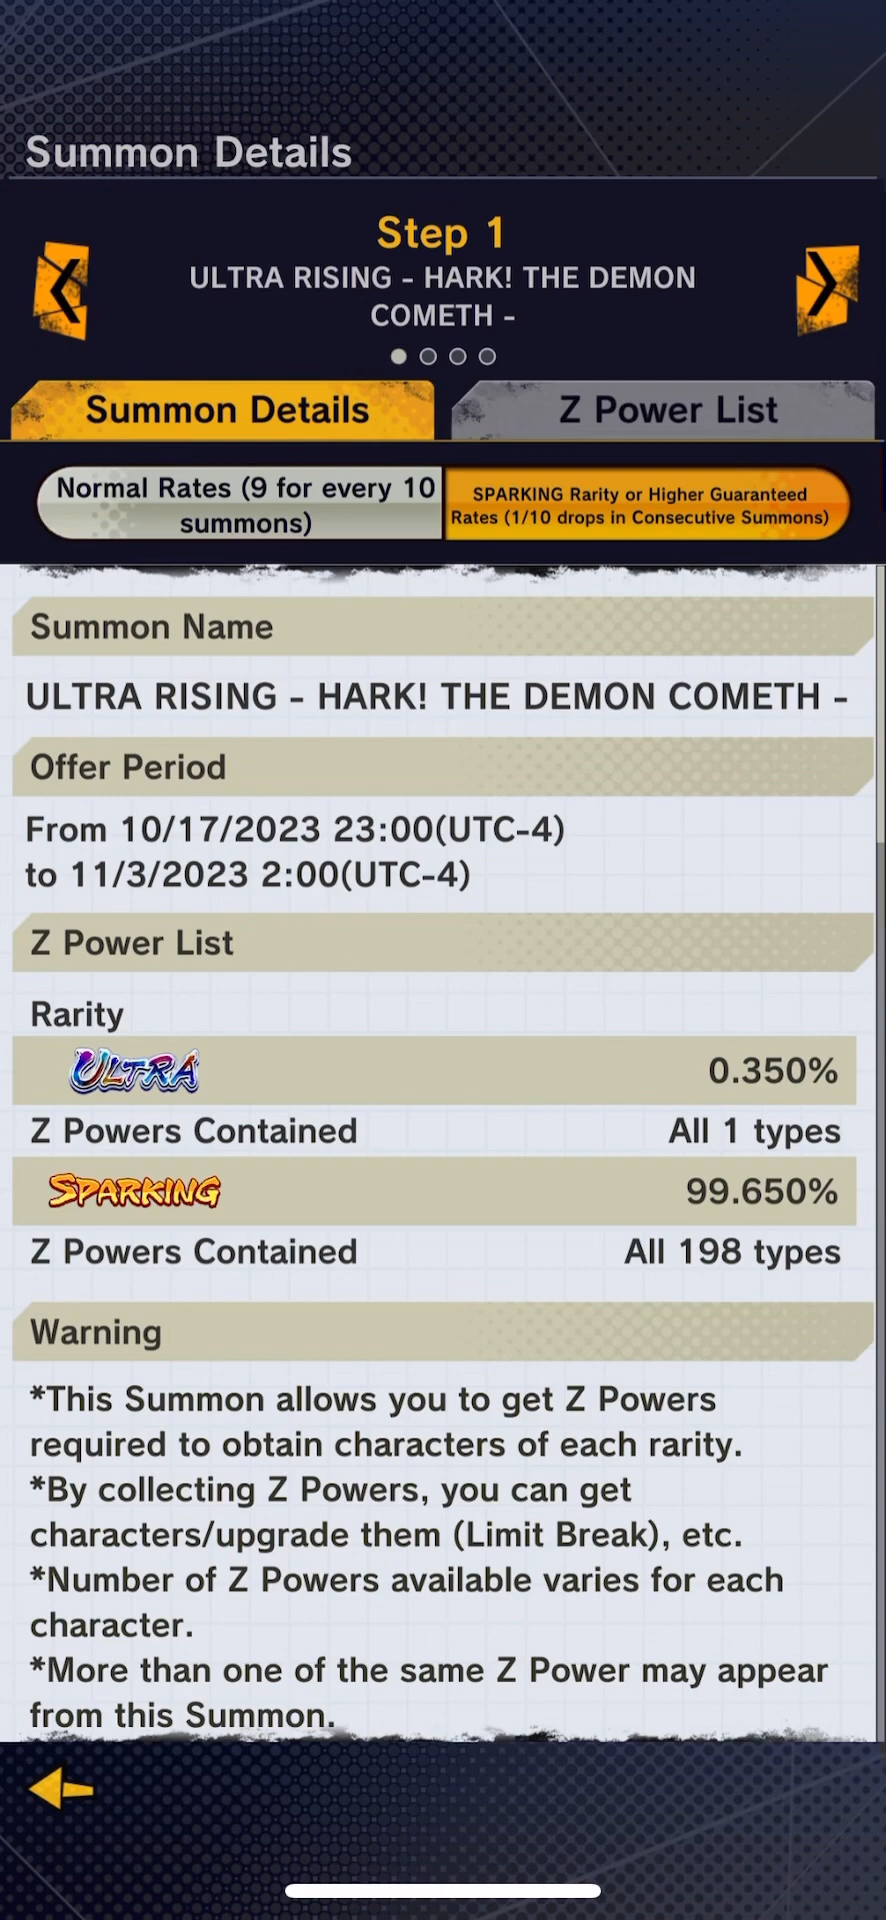 Summon Details
Step 1
ULTRA RISING - HARK! THE DEMON
COMETH -
Summon Details
Z Power List
Normal Rates (9 for every 10
summons)
SPARKING Rarity or Higher Guaranteed
Rates (1/10 drops in Consecutive Summons)
Summon Name
ULTRA RISING - HARK! THE DEMON COMETH -
Offer Period
From 10/17/2023 23:00(UTC-4)
to 11/3/2023 2:00(UTC-4)
Z Power List
Rarity
ULTRA 0.350%
Z Powers Contained All 1 types
SPARKING 99.650%
Z Powers Contained All 198 types
Warning
*This Summon allows you to get Z Powers
required to obtain characters of each rarity.
*By collecting Z Powers, you can get
characters/upgrade them (Limit Break), etc.
*Number of Z Powers available varies for each
character.
*More than one of the same Z Power may appear
from this Summon.